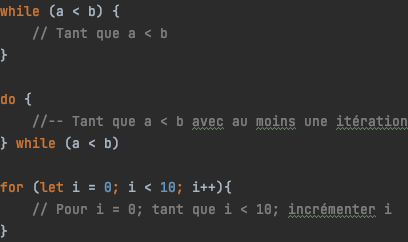 while (a < b) {
    // Tant que a < b
}
do {
    //-- Tant que a < b avec au moins une itération
} while (a < b)
for (let i = 0; i < 10; i++){
    // Pour i = 0; tant que i < 10; incrémenter i
}